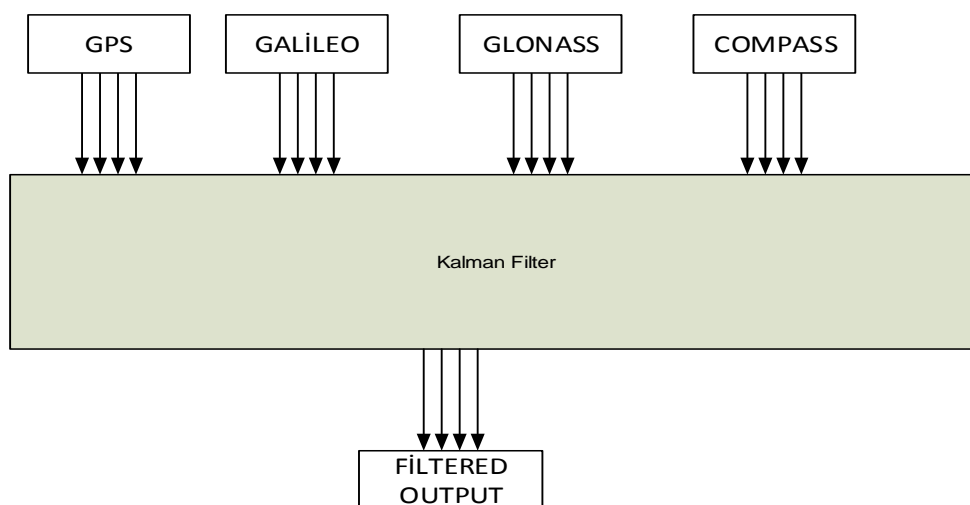 GPS
GALİLEO
GLONASS
COMPASS
Kalman Filter
FİLTERED
OUTPUT